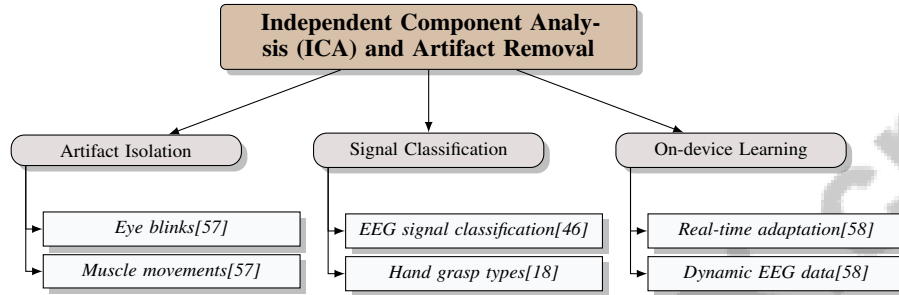 Independent Component Analy-
sis (ICA) and Artifact Removal
Artifact Isolation
Signal Classification
On-device Learning
Eye blinks[57]
EEG signal classification[46]
Real-time adaptation[58]
Muscle movements[57]
Hand grasp types[18]
Dynamic EEG data[58]